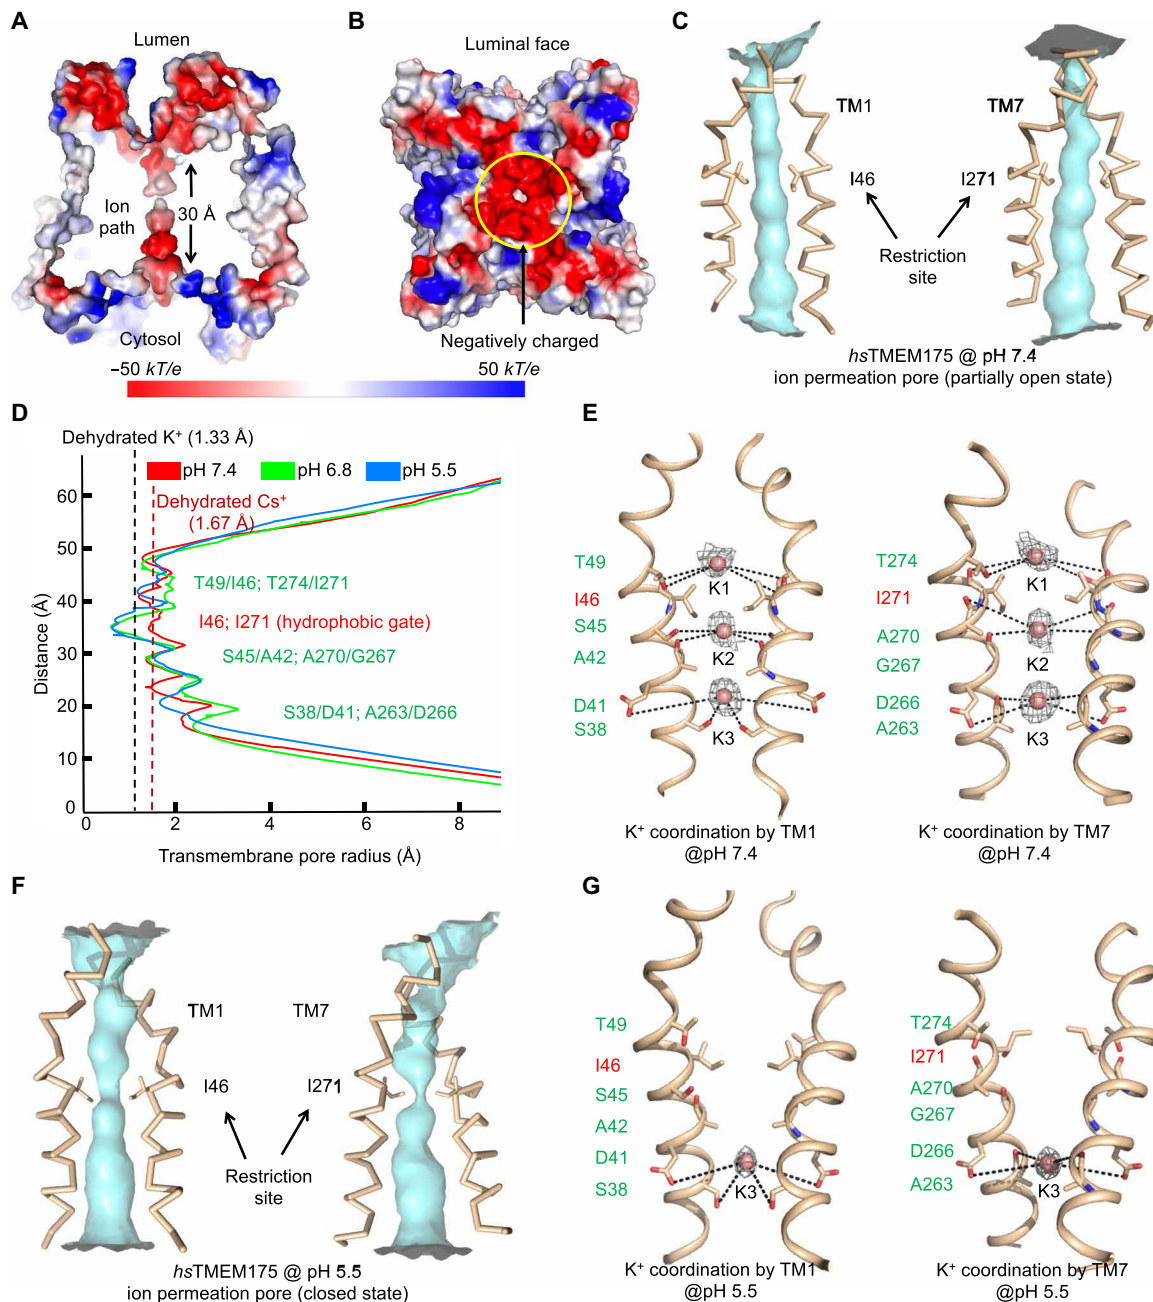 A
Lumen
Ion
path
30 Å
Cytosol
B
Luminal face
Negatively charged
−50 kT/e
50 kT/e
C
TM1
TM7
I46
I271
Restriction
site
hsTMEM175 @ pH 7.4
ion permeation pore (partially open state)
D
Dehydrated K+ (1.33 Å)
pH 7.4
pH 6.8
pH 5.5
Dehydrated Cs+
(1.67 Å)
T49/I46; T274/I271
I46; I271 (hydrophobic gate)
S45/A42; A270/G267
S38/D41; A263/D266
Distance (Å)
60
50
40
30
20
10
0
0
2
4
6
8
Transmembrane pore radius (Å)
E
T49
I46
S45
A42
D41
S38
K1
K2
K3
K+ coordination by TM1
@pH 7.4
T274
I271
A270
G267
D266
A263
K1
K2
K3
K+ coordination by TM7
@pH 7.4
F
TM1
TM7
I46
I271
Restriction
site
hsTMEM175 @ pH 5.5
ion permeation pore (closed state)
G
T49
I46
S45
A42
D41
S38
K3
K+ coordination by TM1
@pH 5.5
T274
I271
A270
G267
D266
A263
K3
K+ coordination by TM7
@pH 5.5